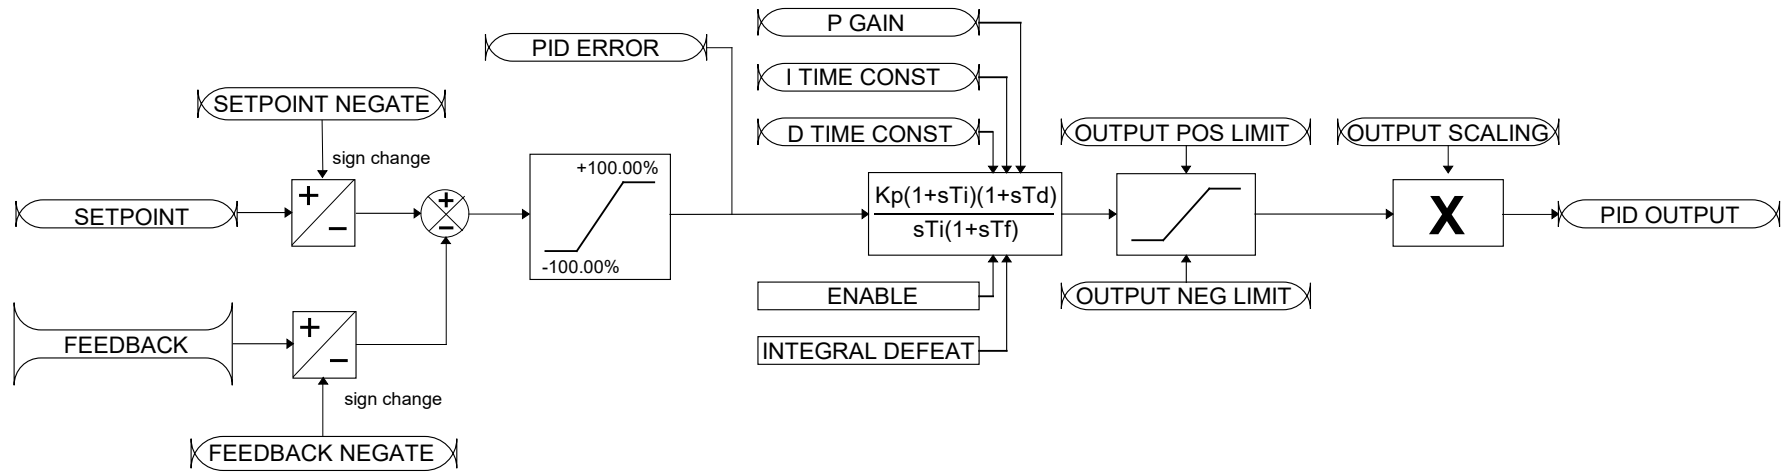 P GAIN
PID ERROR
I TIME CONST
SETPOINT NEGATE
D TIME CONST
OUTPUT POS LIMIT
OUTPUT SCALING
sign change
+100.00%
+
-
SETPOINT
+
-
Kp(1+sTi)(1+sTd)
sTi(1+sTf)
X
PID OUTPUT
-100.00%
ENABLE
OUTPUT NEG LIMIT
FEEDBACK
+
-
INTEGRAL DEFEAT
sign change
FEEDBACK NEGATE